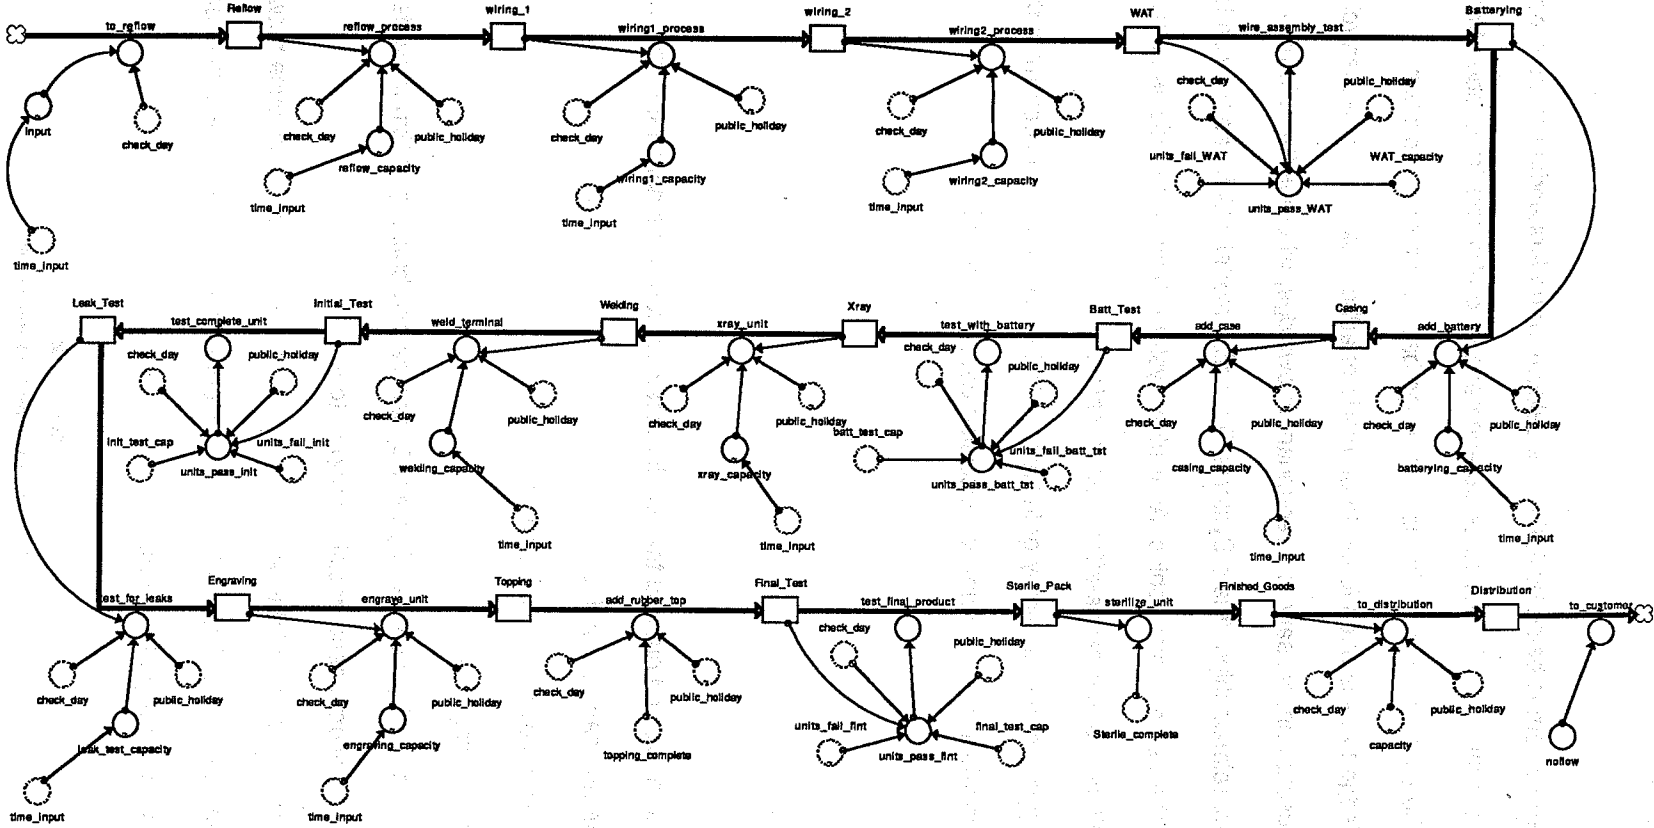 Reflow
wiring_1
wiring_2
WAT
Batterying
to_reflow
reflow_process
wiring1_process
wiring2_process
wire_assembly_test
input
check_day
check_day
public_holiday
check_day
public_holiday
check_day
public_holiday
check_day
public_holiday
reflow_capacity
wiring1_capacity
wiring2_capacity
units_fail_WAT
WAT_capacity
units_pass_WAT
time_input
time_input
time_input
time_input
Leak_Test
Initial_Test
Welding
Xray
Batt_Test
Casing
test_complete_unit
weld_terminal
xray_unit
test_with_battery
add_case
add_battery
check_day
public_holiday
check_day
public_holiday
check_day
public_holiday
check_day
public_holiday
check_day
public_holiday
check_day
public_holiday
init_test_cap
units_fail_init
units_pass_init
welding_capacity
xray_capacity
batt_test_cap
units_fail_batt_tst
units_pass_batt_tst
casing_capacity
batterying_capacity
time_input
time_input
time_input
time_input
Engraving
Topping
Final_Test
Sterile_Pack
Finished_Goods
Distribution
test_for_leaks
engrave_unit
add_rubber_top
test_final_product
sterilize_unit
to_distribution
to_customer
check_day
public_holiday
check_day
public_holiday
check_day
public_holiday
check_day
public_holiday
check_day
public_holiday
leak_test_capacity
engraving_capacity
topping_complete
units_fail_fint
final_test_cap
units_pass_fint
Sterile_complete
capacity
noflow
time_input
time_input